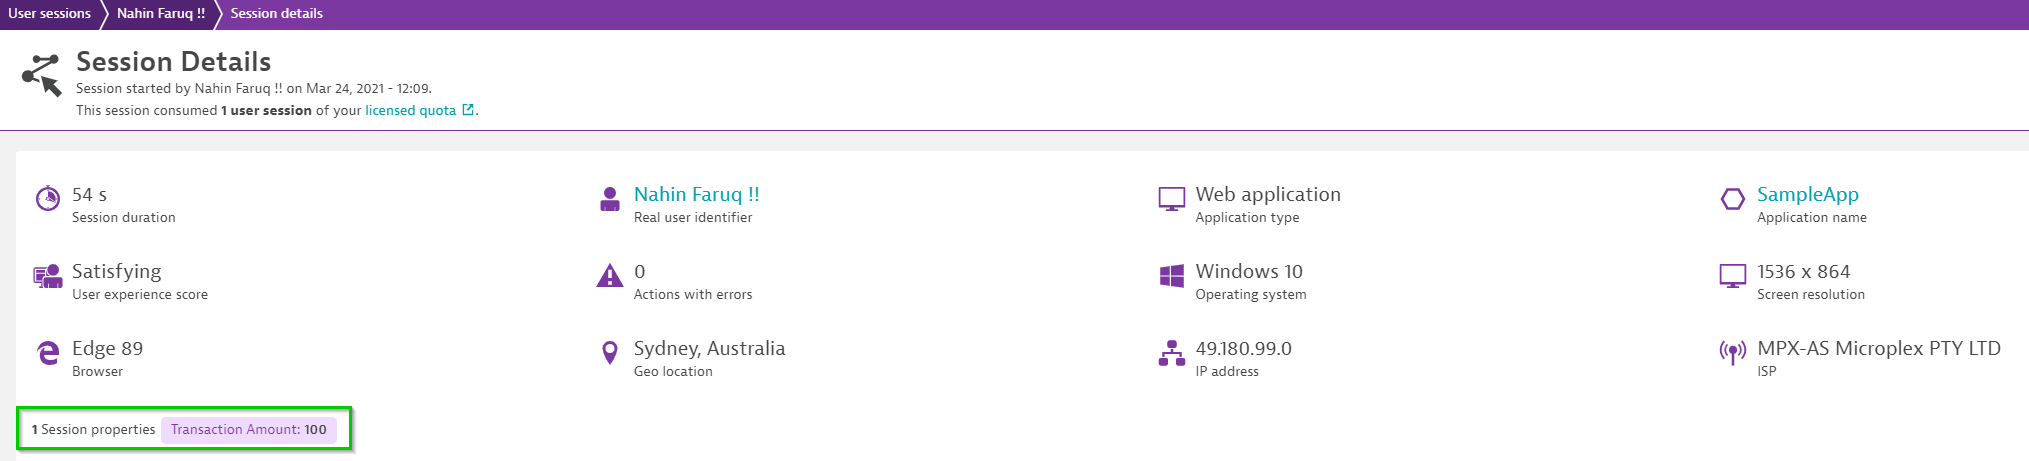 User sessions Nahin Faruq !! Session details
Session Details
Session started by Nahin Faruq !! on Mar 24, 2021 - 12:09.
This session consumed 1 user session of your licensed quota.
54 s
Session duration
Nahin Faruq !!
Real user identifier
Web application
Application type
SampleApp
Application name
Satisfying
User experience score
0
Actions with errors
Windows 10
Operating system
1536 x 864
Screen resolution
Edge 89
Browser
Sydney, Australia
Geo location
49.180.99.0
IP address
MPX-AS Microplex PTY LTD
ISP
1 Session properties Transaction Amount: 100